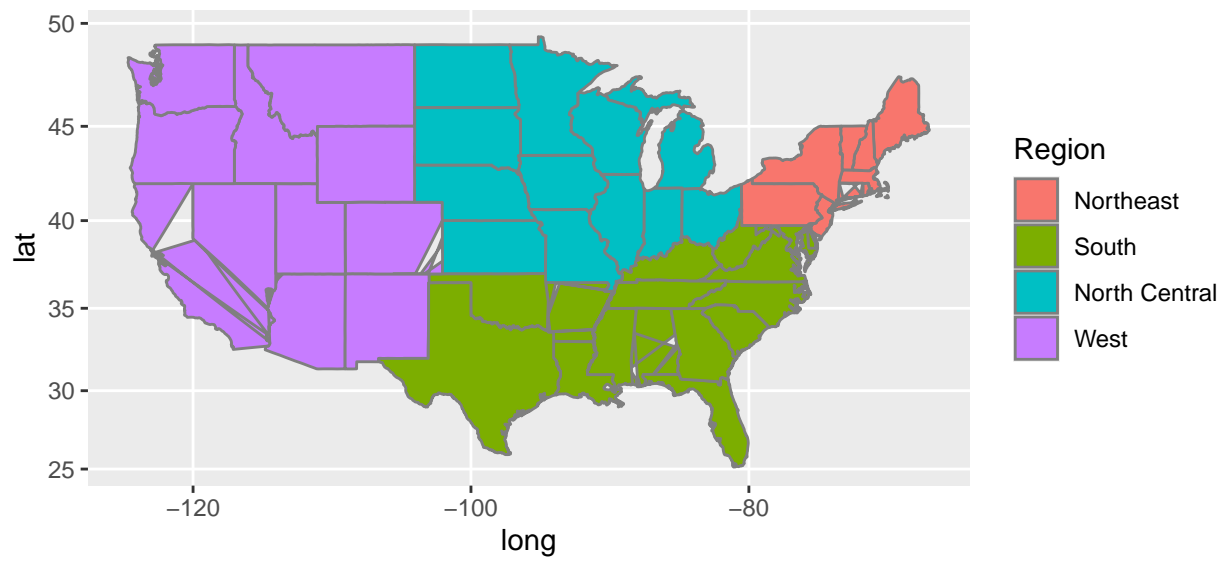 50
45
40
35
30
25
lat
−120
−100
−80
long
Region
Northeast
South
North Central
West